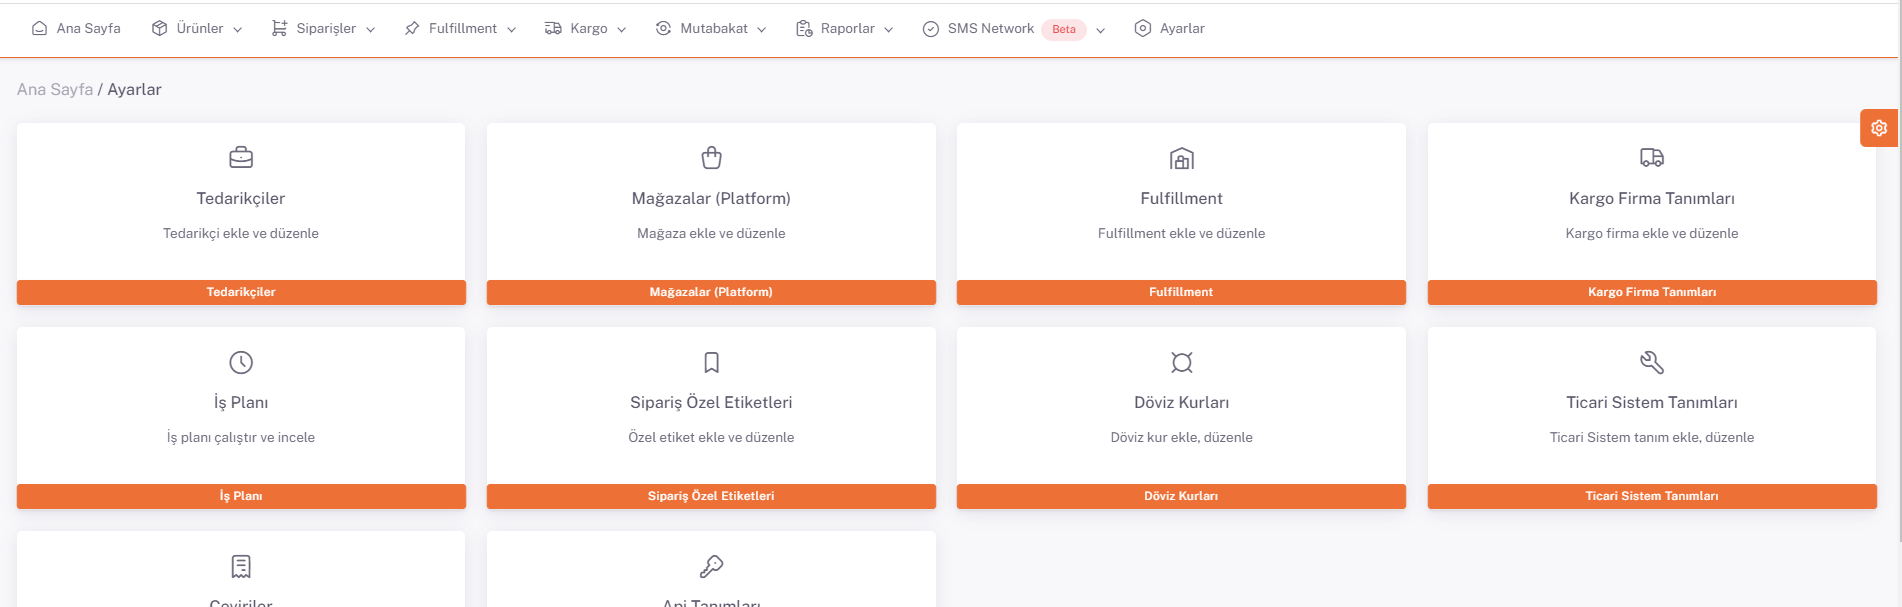 Ana Sayfa Ürünler Siparişler Fulfillment Kargo Mutabakat Raporlar SMS Network Beta Ayarlar
Ana Sayfa / Ayarlar
Tedarikçiler Mağazalar (Platform) Fulfillment Kargo Firma Tanımları
Tedarikçi ekle ve düzenle Mağaza ekle ve düzenle Fulfillment ekle ve düzenle Kargo firma ekle ve düzenle
Tedarikçiler Mağazalar (Platform) Fulfillment Kargo Firma Tanımları
İş Planı Sipariş Özel Etiketleri Döviz Kurları Ticari Sistem Tanımları
İş planı çalıştır ve incele Özel etiket ekle ve düzenle Döviz kur ekle, düzenle Ticari Sistem tanım ekle, düzenle
İş Planı Sipariş Özel Etiketleri Döviz Kurları Ticari Sistem Tanımları
Çeviriler Api Tanımları